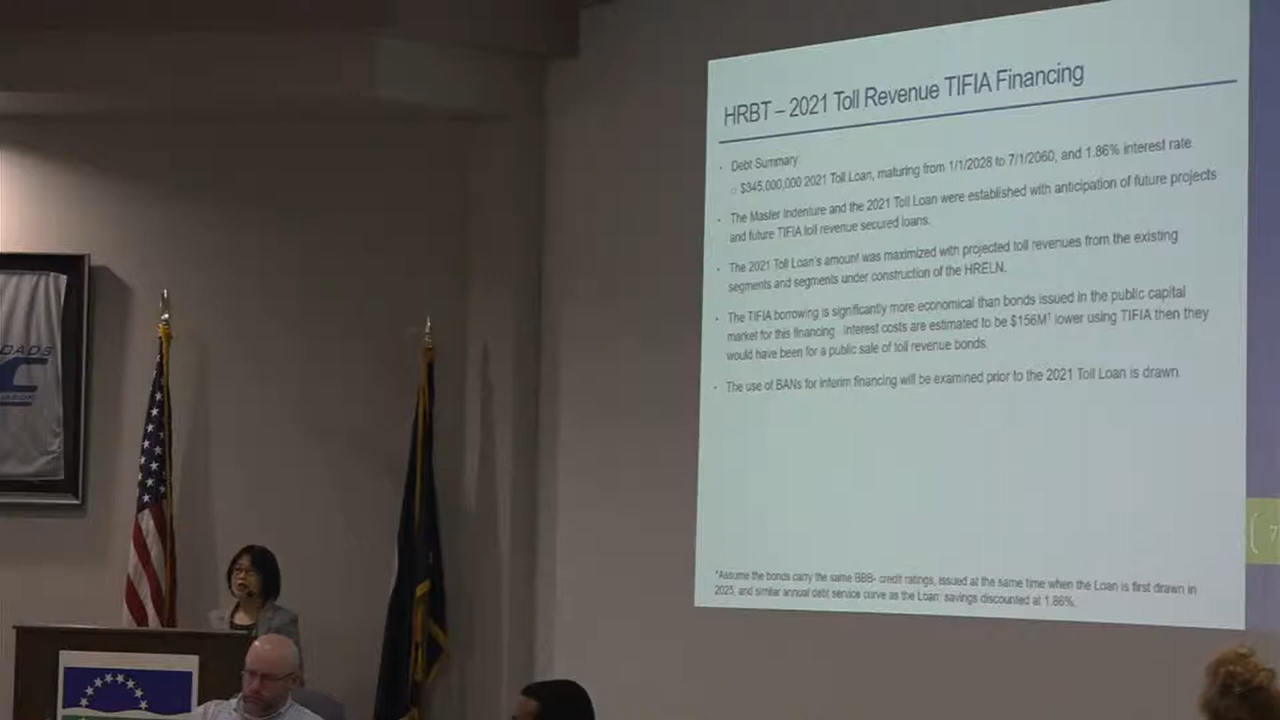 HRBT – 2021 Toll Revenue TIFIA Financing
• Debt Summary
○ $345,000,000 2021 Toll Loan, maturing from 1/1/2028 to 7/1/2060, and 1.86% interest rate
• The Master Indenture and the 2021 Toll Loan were established with anticipation of future projects
and future TIFIA toll revenue secured loans.
• The 2021 Toll Loan's amount was maximized with projected toll revenues from the existing
segments and segments under construction of the HRELN.
• The TIFIA borrowing is significantly more economical than bonds issued in the public capital
market for this financing. Interest costs are estimated to be $156M¹ lower using TIFIA then they
would have been for a public sale of toll revenue bonds.
• The use of BANs for interim financing will be examined prior to the 2021 Toll Loan is drawn.
¹Assume the bonds carry the same BBB- credit ratings, issued at the same time when the Loan is first drawn in
2025, and similar annual debt service curve as the Loan; savings discounted at 1.86%.
7
OADS
C